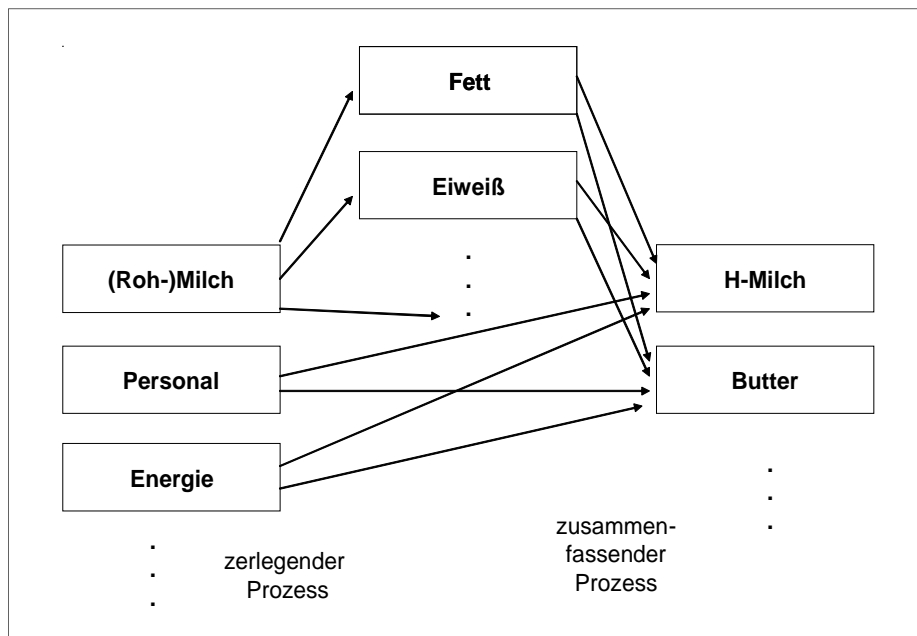 Fett
Eiweiß
(Roh-)Milch
H-Milch
Personal
Butter
Energie
zerlegender
Prozess
zusammen-
fassender
Prozess